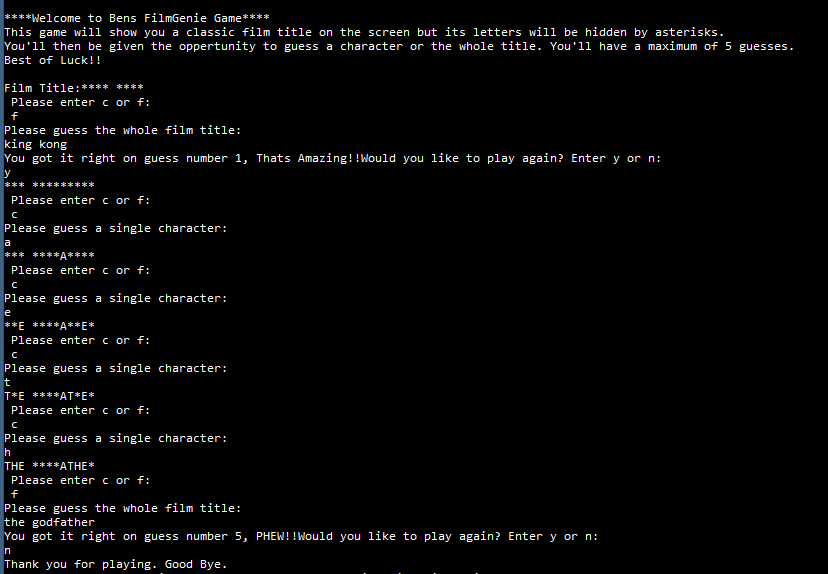 ****Welcome to Bens FilmGenie Game****
This game will show you a classic film title on the screen but its letters will be hidden by asterisks.
You'll then be given the oppertunity to guess a character or the whole title. You'll have a maximum of 5 guesses.
Best of Luck!!
Film Title:**** ****
Please enter c or f:
f
Please guess the whole film title:
king kong
You got it right on guess number 1, Thats Amazing!!Would you like to play again? Enter y or n:
y
*** *********
Please enter c or f:
c
Please guess a single character:
a
*** ****A****
Please enter c or f:
c
Please guess a single character:
e
**E ****A**E*
Please enter c or f:
c
Please guess a single character:
t
T*E ****AT*E*
Please enter c or f:
c
Please guess a single character:
h
THE ****ATHE*
Please enter c or f:
f
Please guess the whole film title:
the godfather
You got it right on guess number 5, PHEW!!Would you like to play again? Enter y or n:
n
Thank you for playing. Good Bye.